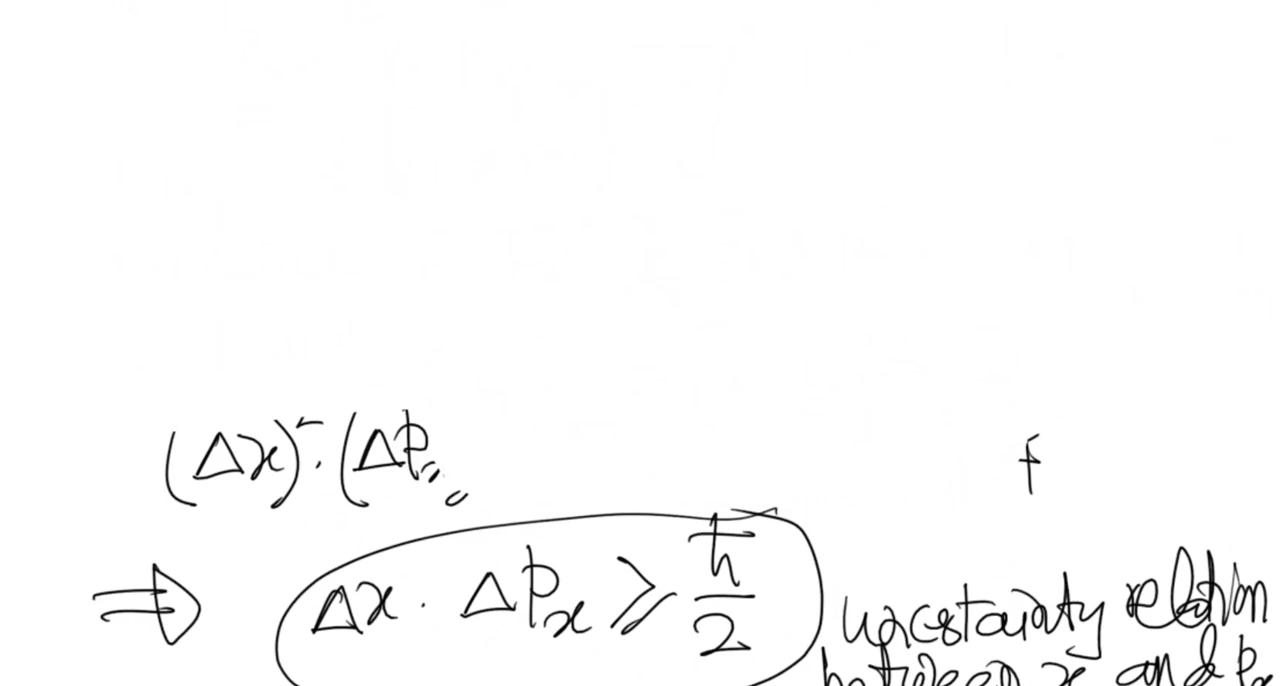 (Δx)². (ΔPx
⇒ Δx . ΔPx ⩾ ħ/2 uncertainty relation
between x and Px